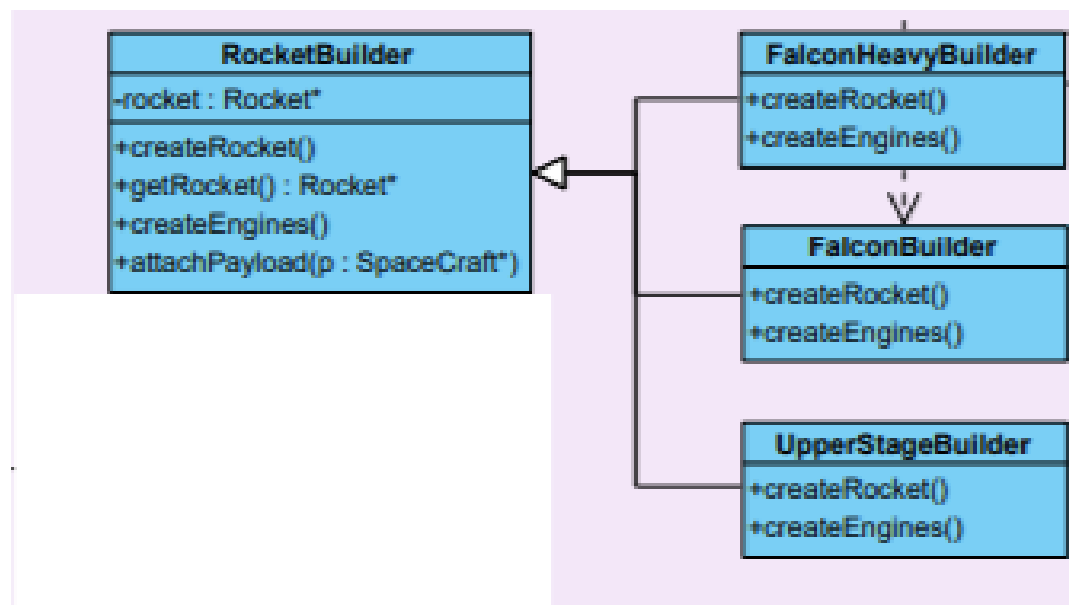 RocketBuilder
-rocket : Rocket*
+createRocket()
+getRocket() : Rocket*
+createEngines()
+attachPayload(p : SpaceCraft*)
FalconHeavyBuilder
+createRocket()
+createEngines()
FalconBuilder
+createRocket()
+createEngines()
UpperStageBuilder
+createRocket()
+createEngines()